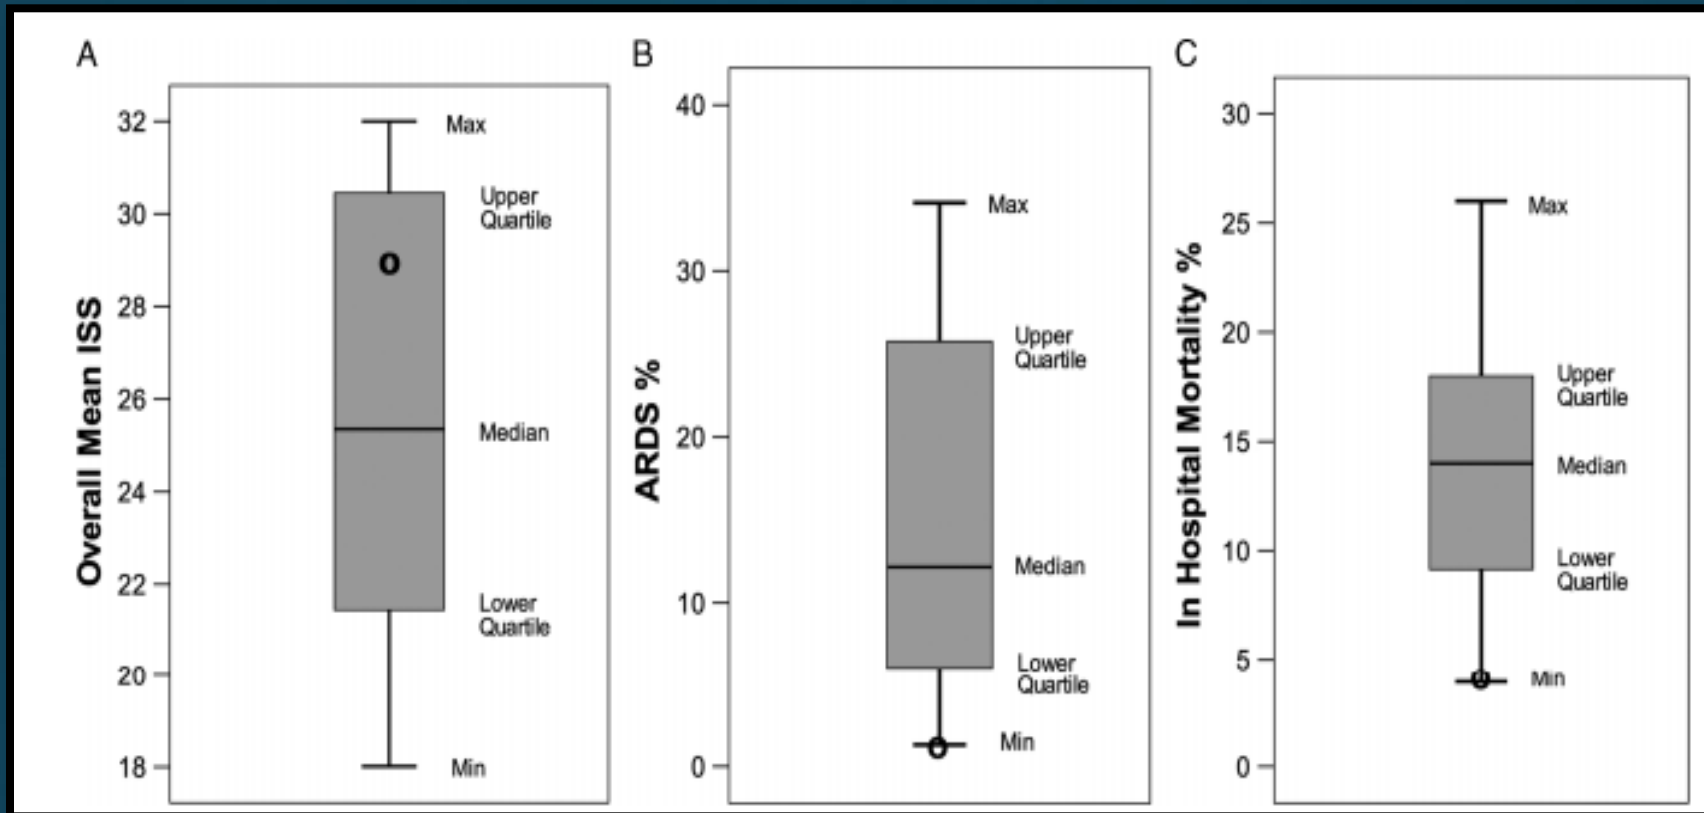 A
Overall Mean ISS
32
30
28
26
24
22
20
18
Max
Upper
Quartile
o
Median
Lower
Quartile
Min
B
ARDS %
40
30
20
10
0
Max
Upper
Quartile
Median
Lower
Quartile
Min
o
C
In Hospital Mortality %
30
25
20
15
10
5
0
Max
Upper
Quartile
Median
Lower
Quartile
Min
o